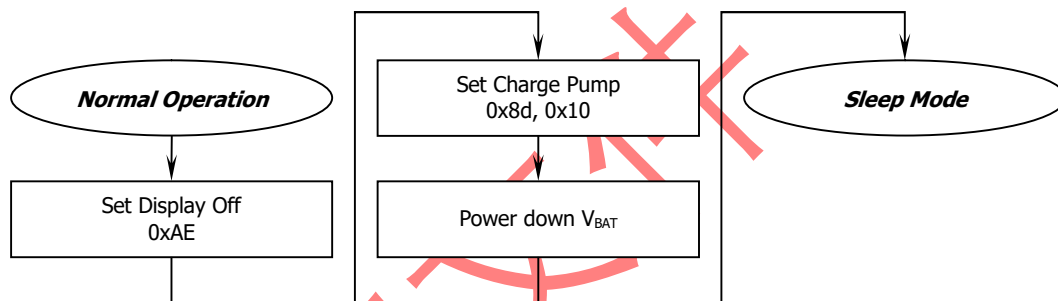 Normal Operation
Set Display Off
0xAE
Set Charge Pump
0x8d, 0x10
Power down VBAT
Sleep Mode